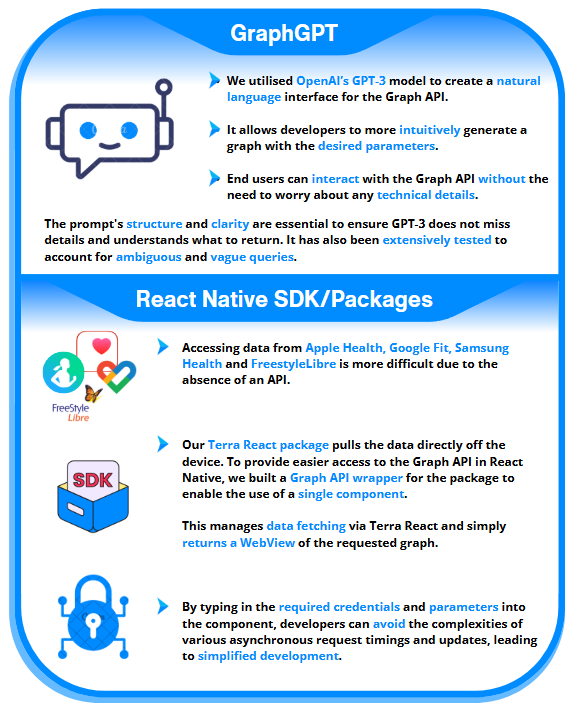 GraphGPT
We utilised OpenAI's GPT-3 model to create a natural
language interface for the Graph API.
It allows developers to more intuitively generate a
graph with the desired parameters.
End users can interact with the Graph API without the
need to worry about any technical details.
The prompt's structure and clarity are essential to ensure GPT-3 does not miss
details and understands what to return. It has also been extensively tested to
account for ambiguous and vague queries.
React Native SDK/Packages
Accessing data from Apple Health, Google Fit, Samsung
Health and FreestyleLibre is more difficult due to the
absence of an API.
FreeStyle
Libre
Our Terra React package pulls the data directly off the
device. To provide easier access to the Graph API in React
Native, we built a Graph API wrapper for the package to
enable the use of a single component.
SDK
This manages data fetching via Terra React and simply
returns a WebView of the requested graph.
By typing in the required credentials and parameters into
the component, developers can avoid the complexities of
various asynchronous request timings and updates, leading
to simplified development.